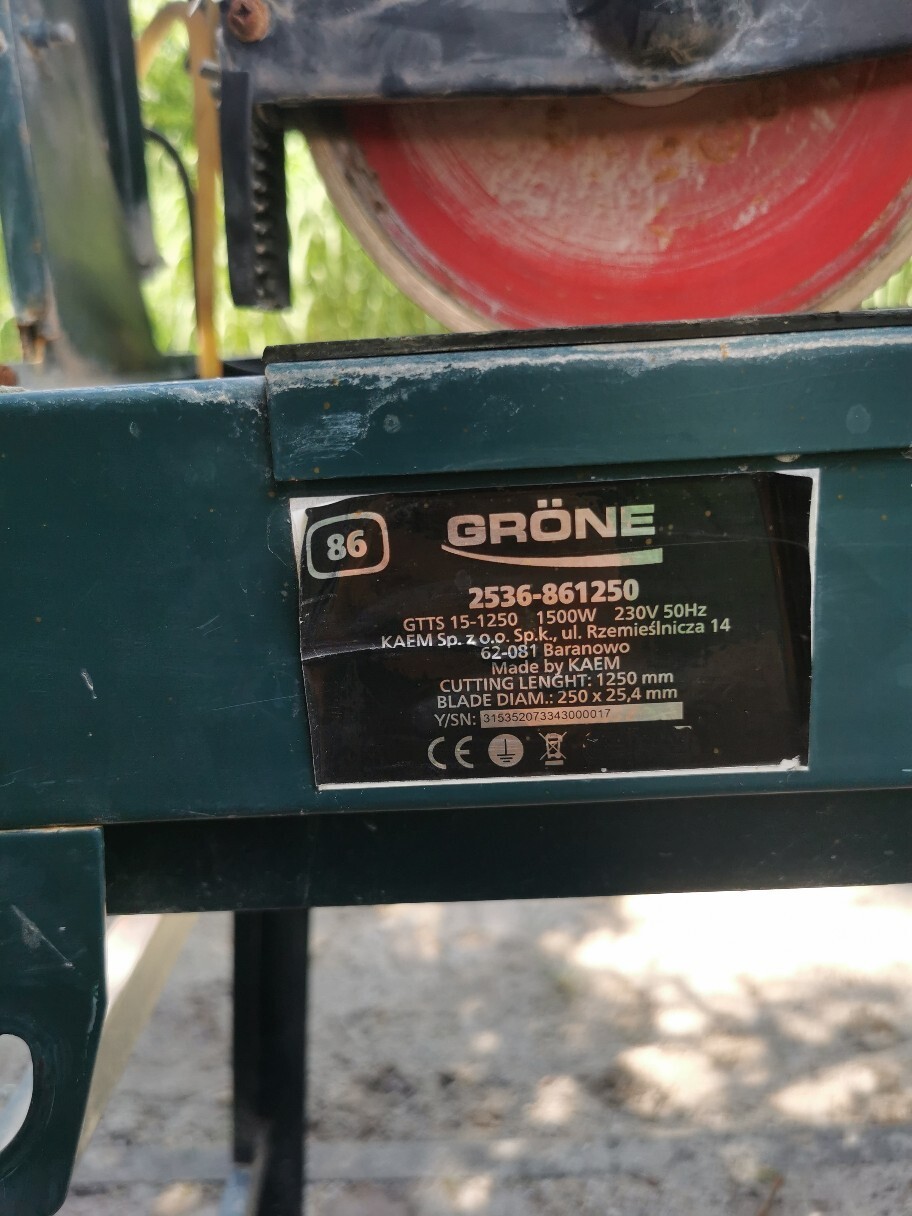 86
GRÖNE
2536-861250
GTTS 15-1250 1500W 230V 50Hz
KAEM Sp. z o.o. Sp.k., ul. Rzemieślnicza 14
62-081 Baranowo
Made by KAEM
CUTTING LENGHT: 1250 mm
BLADE DIAM.: 250 x 25,4 mm
Y/SN: 315352073343000017
CE